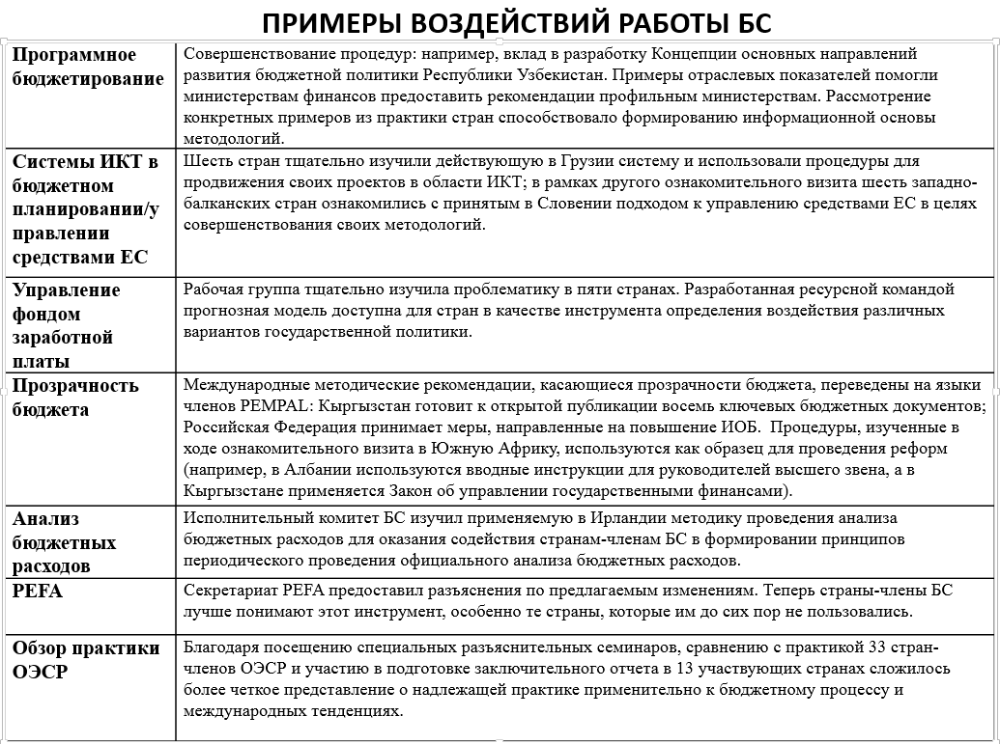 ПРИМЕРЫ ВОЗДЕЙСТВИЙ РАБОТЫ БС
Программное
бюджетирование
Совершенствование процедур: например, вклад в разработку Концепции основных направлений
развития бюджетной политики Республики Узбекистан. Примеры отраслевых показателей помогли
министерствам финансов предоставить рекомендации профильным министерствам. Рассмотрение
конкретных примеров из практики стран способствовало формированию информационной основы
методологий.
Системы ИКТ в
бюджетном
планировании/у
правлении
средствами ЕС
Шесть стран тщательно изучили действующую в Грузии систему и использовали процедуры для
продвижения своих проектов в области ИКТ; в рамках другого ознакомительного визита шесть западно-
балканских стран ознакомились с принятым в Словении подходом к управлению средствами ЕС в целях
совершенствования своих методологий.
Управление
фондом
заработной
платы
Рабочая группа тщательно изучила проблематику в пяти странах. Разработанная ресурсной командой
прогнозная модель доступна для стран в качестве инструмента определения воздействия различных
вариантов государственной политики.
Прозрачность
бюджета
Международные методические рекомендации, касающиеся прозрачности бюджета, переведены на языки
членов PEMPAL: Кыргызстан готовит к открытой публикации восемь ключевых бюджетных документов;
Российская Федерация принимает меры, направленные на повышение ИОБ. Процедуры, изученные в
ходе ознакомительного визита в Южную Африку, используются как образец для проведения реформ
(например, в Албании используются вводные инструкции для руководителей высшего звена, а в
Кыргызстане применяется Закон об управлении государственными финансами).
Анализ
бюджетных
расходов
Исполнительный комитет БС изучил применяемую в Ирландии методику проведения анализа
бюджетных расходов для оказания содействия странам-членам БС в формировании принципов
периодического проведения официального анализа бюджетных расходов.
PEFA
Секретариат PEFA предоставил разъяснения по предлагаемым изменениям. Теперь страны-члены БС
лучше понимают этот инструмент, особенно те страны, которые им до сих пор не пользовались.
Обзор практики
ОЭСР
Благодаря посещению специальных разъяснительных семинаров, сравнению с практикой 33 стран-
членов ОЭСР и участию в подготовке заключительного отчета в 13 участвующих странах сложилось
более четкое представление о надлежащей практике применительно к бюджетному процессу и
международных тенденциях.